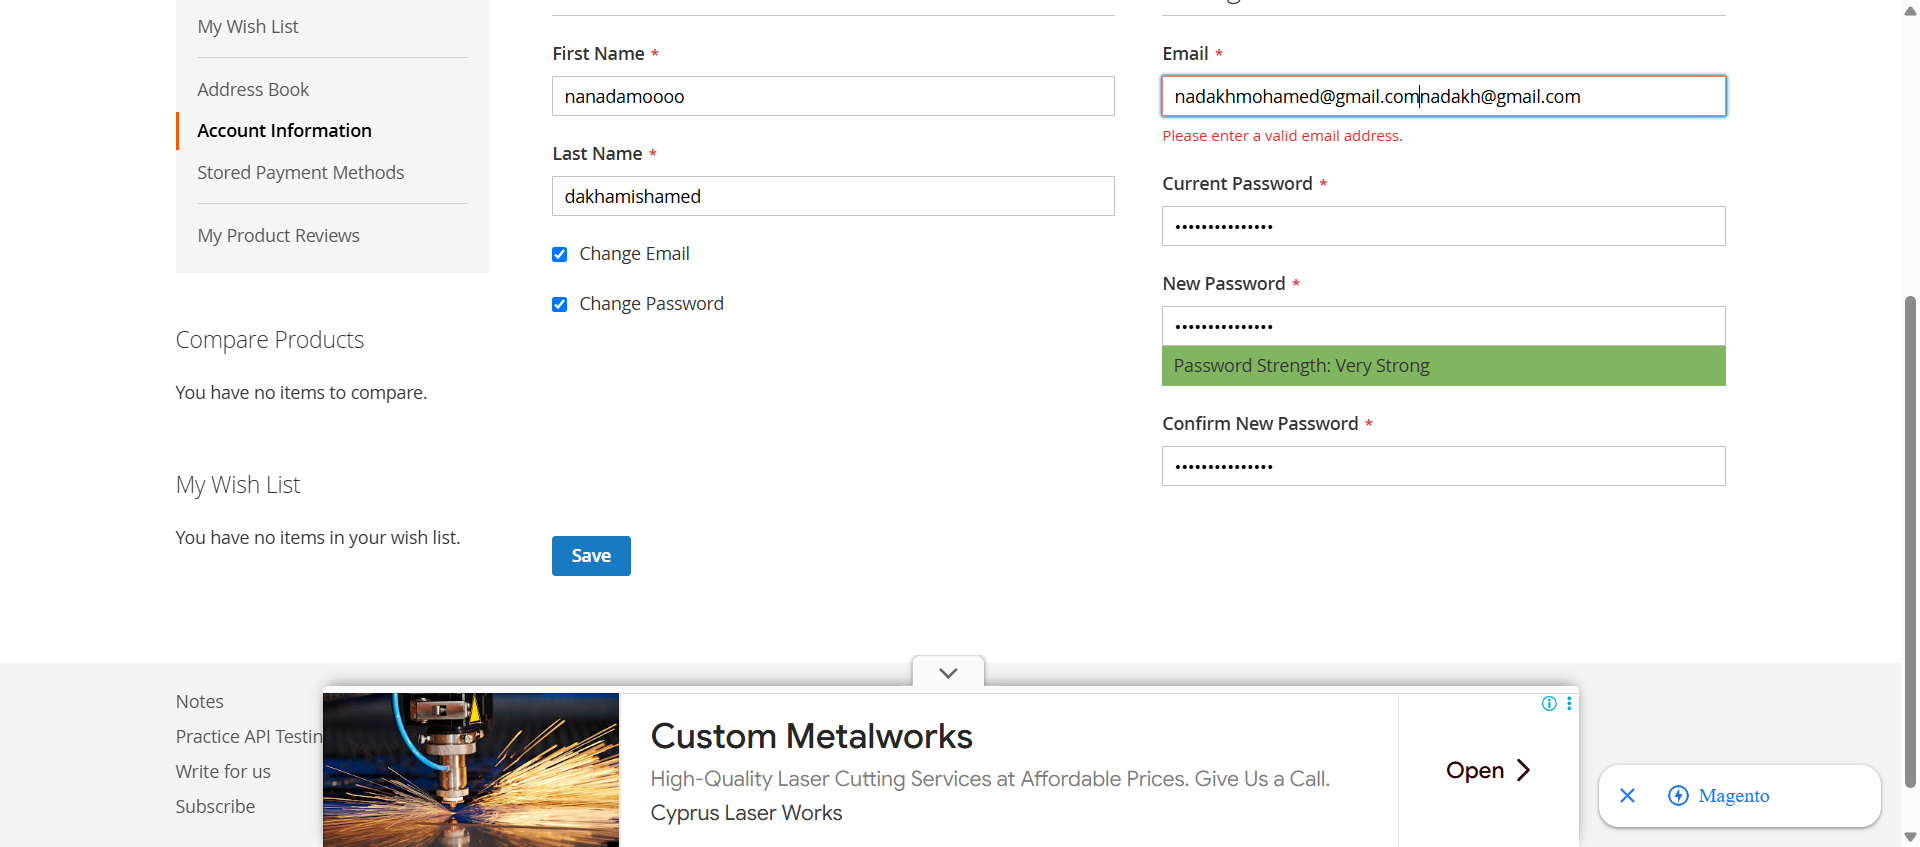 My Wish List
Address Book
Account Information
Stored Payment Methods
My Product Reviews
Compare Products
You have no items to compare.
My Wish List
You have no items in your wish list.
First Name *
nanadamoooo
Last Name *
dakhamishamed
Change Email
Change Password
Save
Email *
nadakhmohamed@gmail.comnadakh@gmail.com
Please enter a valid email address.
Current Password *
•••••••••••••••
New Password *
•••••••••••••••
Password Strength: Very Strong
Confirm New Password *
•••••••••••••••
Notes
Practice API Testin
Write for us
Subscribe
Custom Metalworks
High-Quality Laser Cutting Services at Affordable Prices. Give Us a Call.
Cyprus Laser Works
Open
Magento